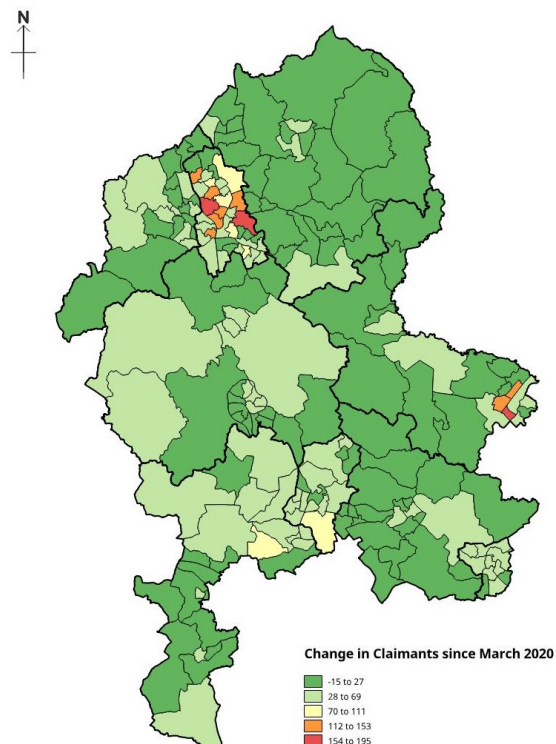 N
Change in Claimants since March 2020
-15 to 27
28 to 69
70 to 111
112 to 153
154 to 195